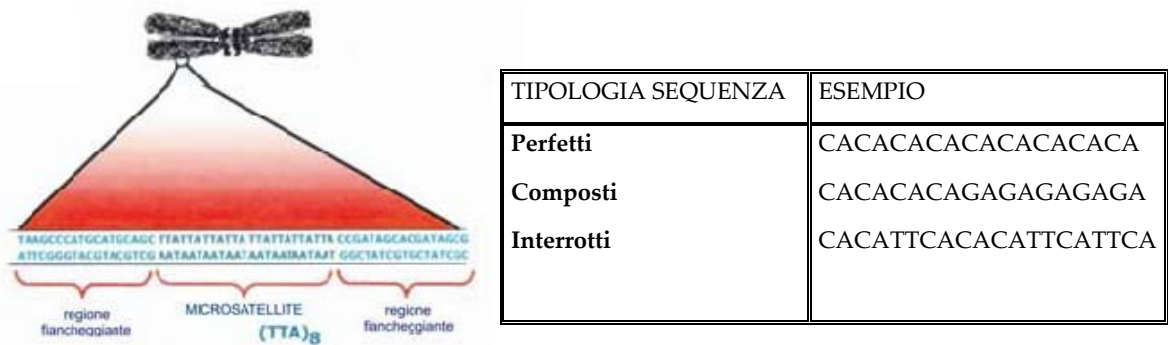 TAAGCCCATGCATGCAGC TTATTATTATTA TTATTATTATTA CCGATAGCACGATAGCG
ATTCGGGTACGTACGTCG AATAATAATAAT AATAATAATAAT GGCTATCGTGCTATCGC
regione
fiancheggiante
MICROSATELLITE
(TTA)8
regione
fiancheggiante
TIPOLOGIA SEQUENZA ESEMPIO
Perfetti CACACACACACACACACA
Composti CACACACAGAGAGAGAGA
Interrotti CACATTCACACATTCATTCA